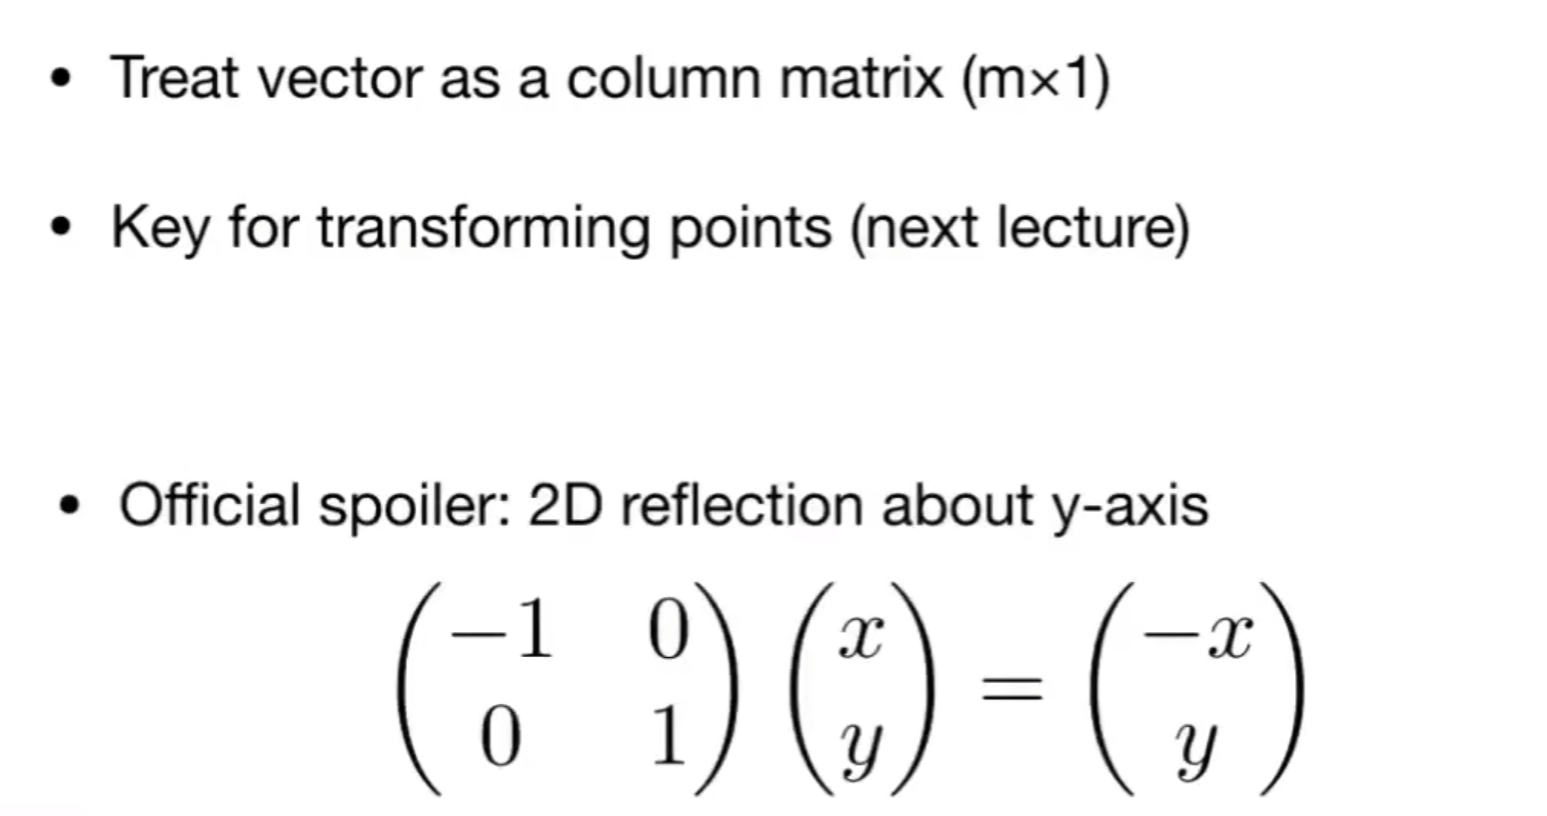 • Treat vector as a column matrix (m×1)
• Key for transforming points (next lecture)
• Official spoiler: 2D reflection about y-axis
−1 0 x = −x
0 1 y y